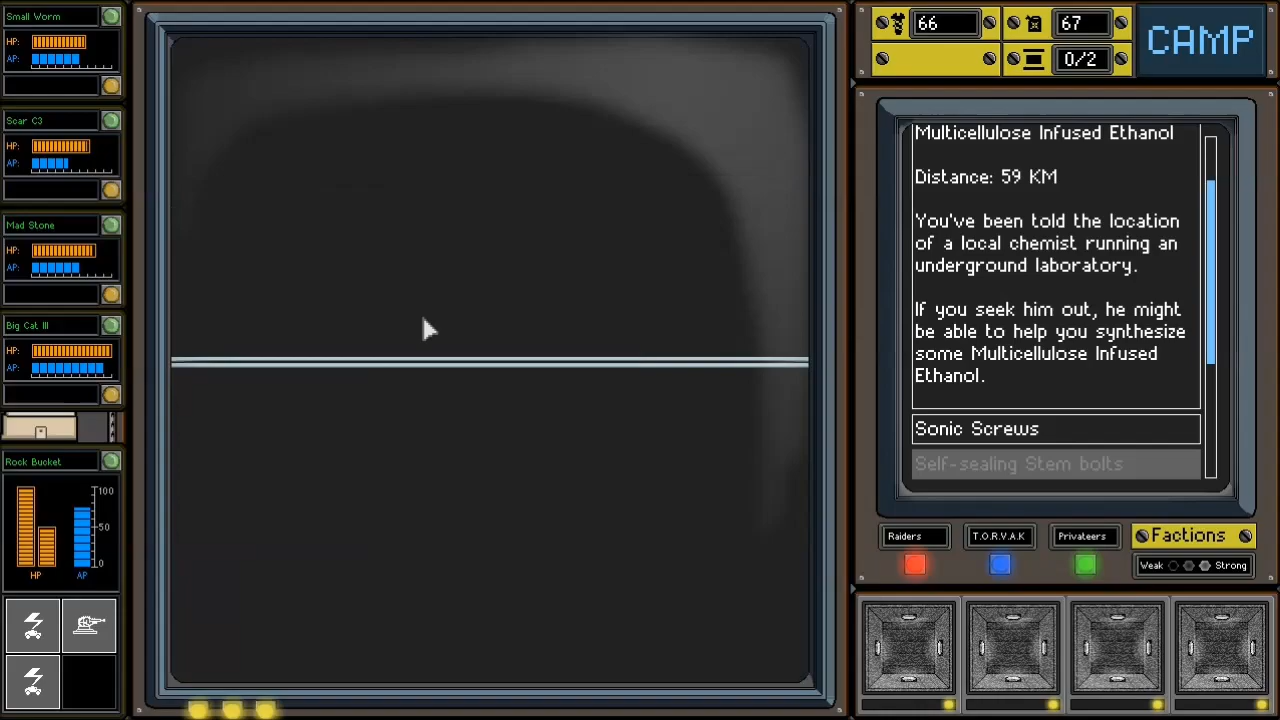 Small Worm
HP:
AP:
Scar C3
HP:
AP:
Mad Stone
HP:
AP:
Big Cat III
HP:
AP:
Rock Bucket
100
50
0
HP
AP
66
67
0/2
CAMP
Multicellulose Infused Ethanol
Distance: 59 KM
You've been told the location
of a local chemist running an
underground laboratory.
If you seek him out, he might
be able to help you synthesize
some Multicellulose Infused
Ethanol.
Sonic Screws
Self-sealing Stem bolts
Raiders
T.O.R.V.A.K
Privateers
Factions
Weak
Strong